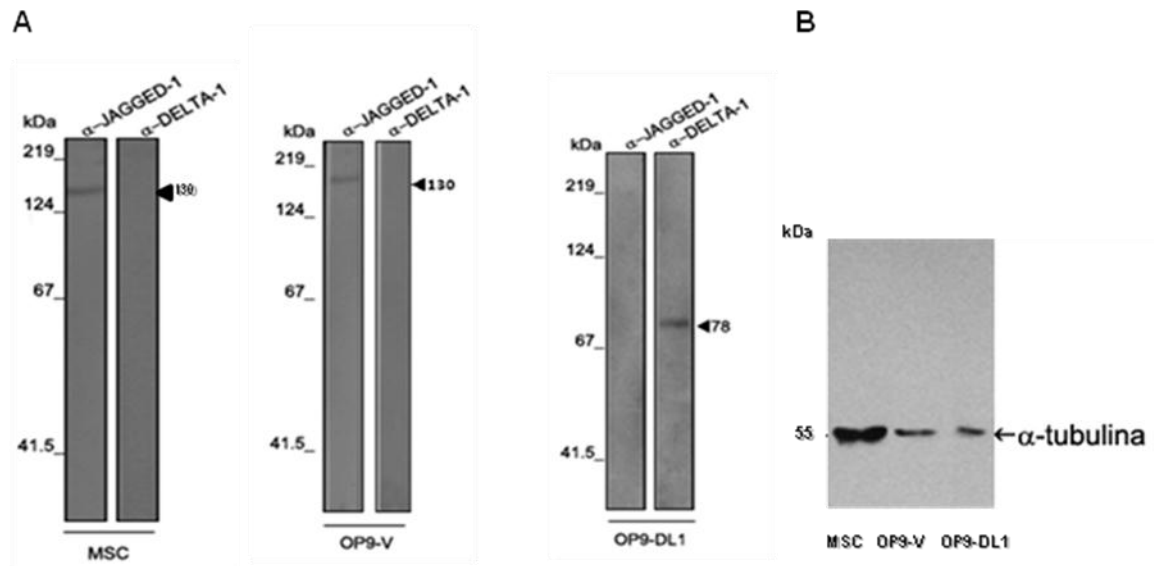 A
B
kDa
α-JAGGED-1
α-DELTA-1
219
124
67
41.5
130
MSC
kDa
α-JAGGED-1
α-DELTA-1
219
124
67
41.5
130
OP9-V
kDa
α-JAGGED-1
α-DELTA-1
219
124
67
41.5
78
OP9-DL1
kDa
55
α-tubulina
MSC OP9-V OP9-DL1